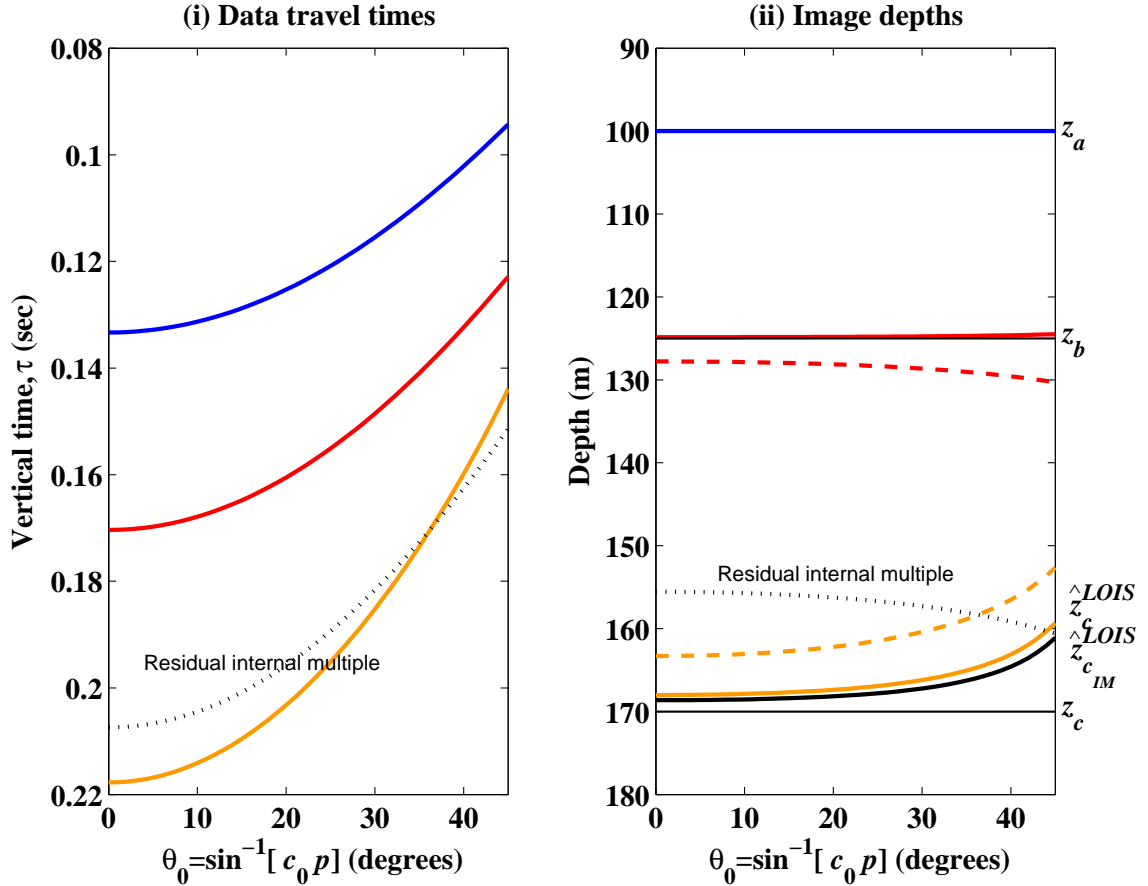 (i) Data travel times
0.08
0.1
0.12
0.14
0.16
0.18
0.2
0.22
Vertical time, τ (sec)
Residual internal multiple
0 10 20 30 40
θ₀=sin⁻¹[ c₀ p] (degrees)
(ii) Image depths
90
100
110
120
130
140
150
160
170
180
Depth (m)
Residual internal multiple
z_a
z_b
ẑ_c^LOIS
ẑ_c_IM^LOIS
z_c
0 10 20 30 40
θ₀=sin⁻¹[ c₀ p] (degrees)